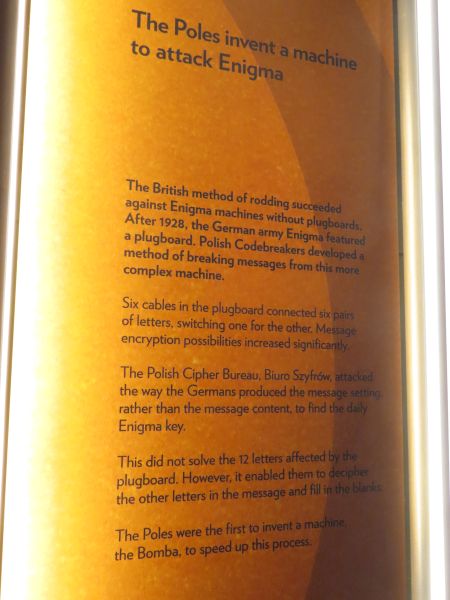 The Poles invent a machine
to attack Enigma
The British method of rodding succeeded
against Enigma machines without plugboards.
After 1928, the German army Enigma featured
a plugboard. Polish Codebreakers developed a
method of breaking messages from this more
complex machine.
Six cables in the plugboard connected six pairs
of letters, switching one for the other. Message
encryption possibilities increased significantly.
The Polish Cipher Bureau, Biuro Szyfrów, attacked
the way the Germans produced the message setting,
rather than the message content, to find the daily
Enigma key.
This did not solve the 12 letters affected by the
plugboard. However, it enabled them to decipher
the other letters in the message and fill in the blanks.
The Poles were the first to invent a machine,
the Bomba, to speed up this process.